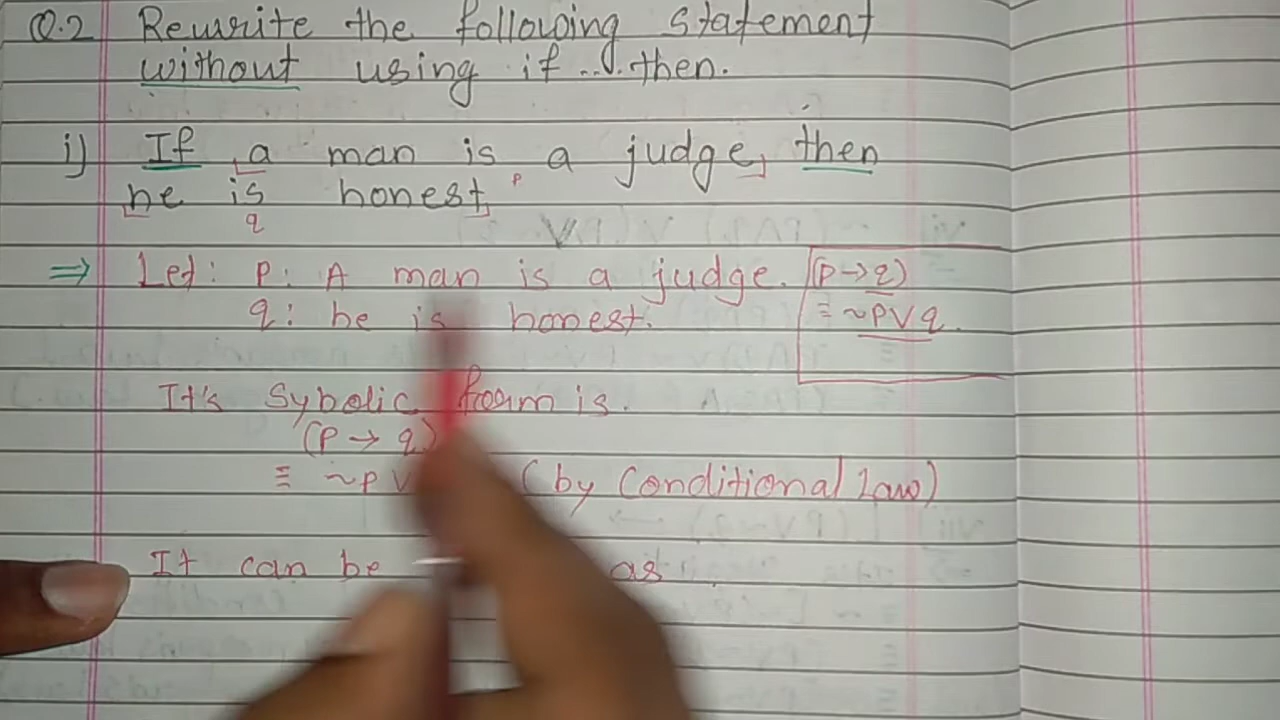 Q.2 Rewrite the following statement
without using if ... then.
i) If a man is a judge, then
he is honest. p
q
⇒ Let: P: A man is a judge. (P → q)
q: he is honest. ≡ ~P V q.
It's Sybolic form is.
(P → q)
≡ ~P V (by Conditional Law)
It can be as